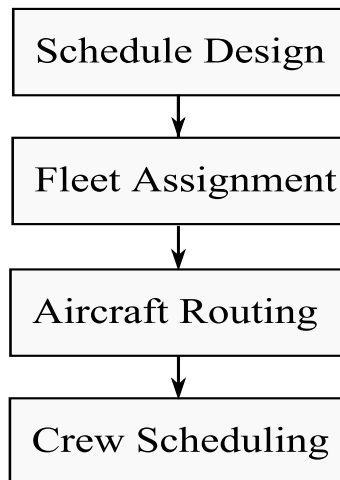 Schedule Design
Fleet Assignment
Aircraft Routing
Crew Scheduling